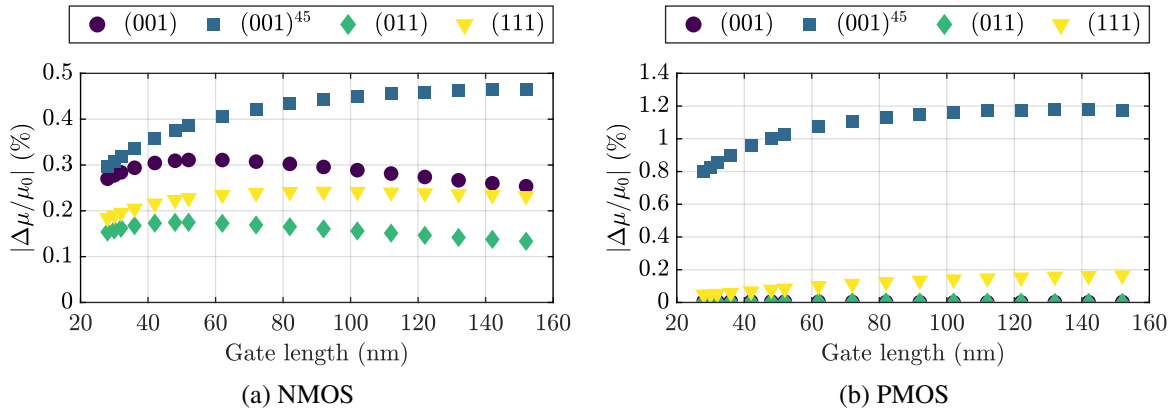 (001) (001)⁴⁵ (011) (111)
|Δμ/μ₀| (%)
0.5
0.4
0.3
0.2
0.1
0
20 40 60 80 100 120 140 160
Gate length (nm)
(a) NMOS
(001) (001)⁴⁵ (011) (111)
|Δμ/μ₀| (%)
1.4
1.2
1
0.8
0.6
0.4
0.2
0
20 40 60 80 100 120 140 160
Gate length (nm)
(b) PMOS